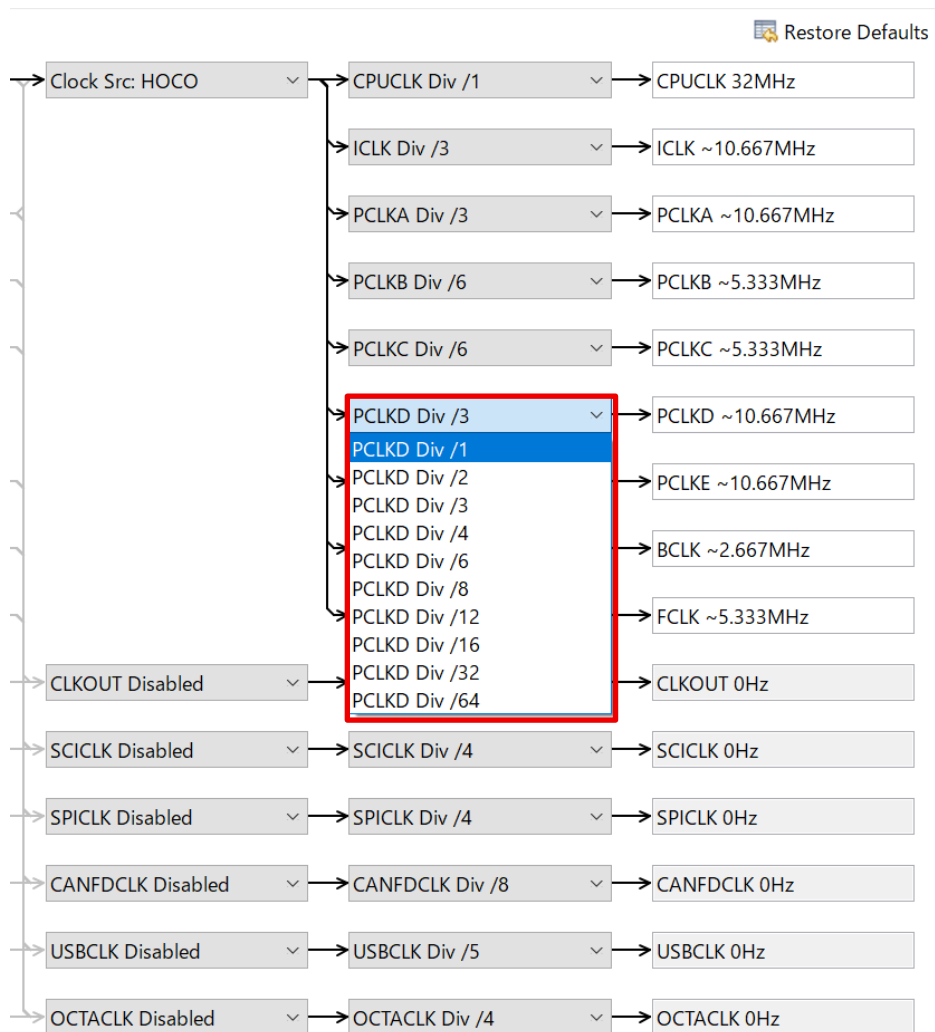 Restore Defaults
Clock Src: HOCO
CPUCLK Div /1
CPUCLK 32MHz
ICLK Div /3
ICLK ~10.667MHz
PCLKA Div /3
PCLKA ~10.667MHz
PCLKB Div /6
PCLKB ~5.333MHz
PCLKC Div /6
PCLKC ~5.333MHz
PCLKD Div /3
PCLKD ~10.667MHz
PCLKD Div /1
PCLKD Div /2
PCLKD Div /3
PCLKD Div /4
PCLKD Div /6
PCLKD Div /8
PCLKD Div /12
PCLKD Div /16
PCLKD Div /32
PCLKD Div /64
PCLKE ~10.667MHz
BCLK ~2.667MHz
FCLK ~5.333MHz
CLKOUT Disabled
CLKOUT 0Hz
SCICLK Disabled
SCICLK Div /4
SCICLK 0Hz
SPICLK Disabled
SPICLK Div /4
SPICLK 0Hz
CANFDCLK Disabled
CANFDCLK Div /8
CANFDCLK 0Hz
USBCLK Disabled
USBCLK Div /5
USBCLK 0Hz
OCTACLK Disabled
OCTACLK Div /4
OCTACLK 0Hz